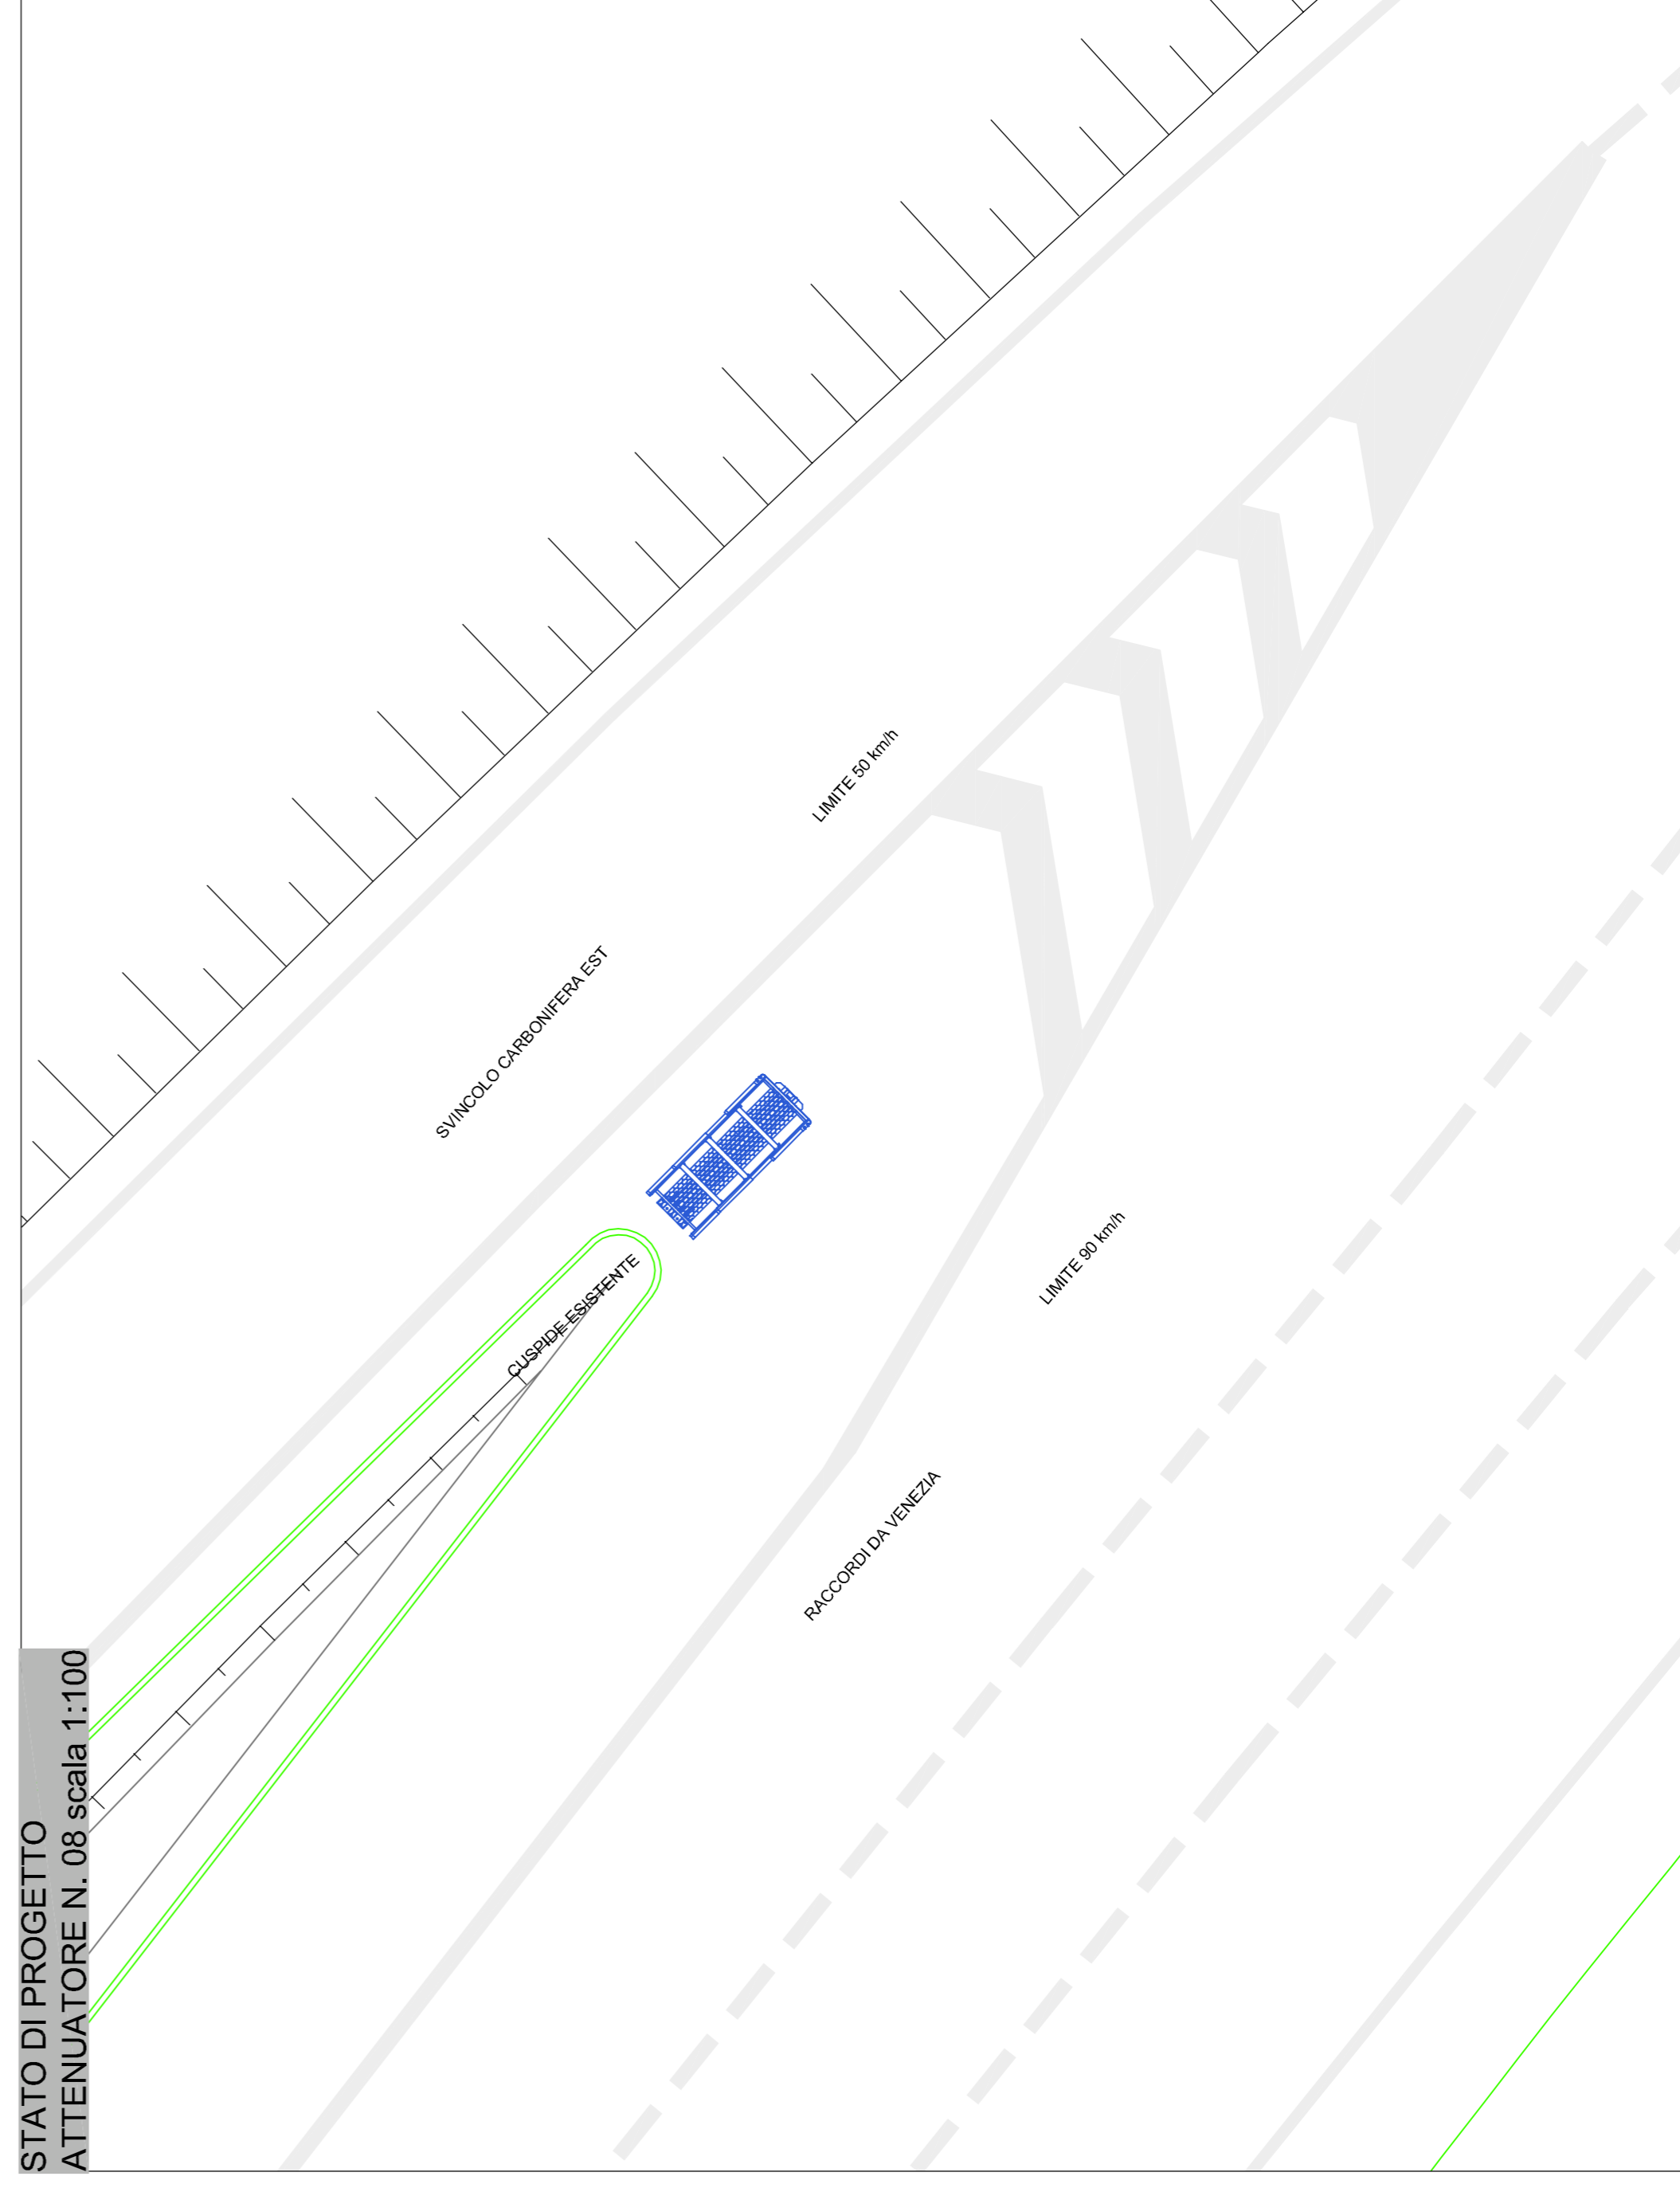 STATO DI PROGETTO
ATTENUATORE N. 08 scala 1:100
LIMITE 50 km/h
SVINCOLO CARBONIFERA EST
CUSPIDE ESISTENTE
LIMITE 90 km/h
RACCORDI DA VENEZIA